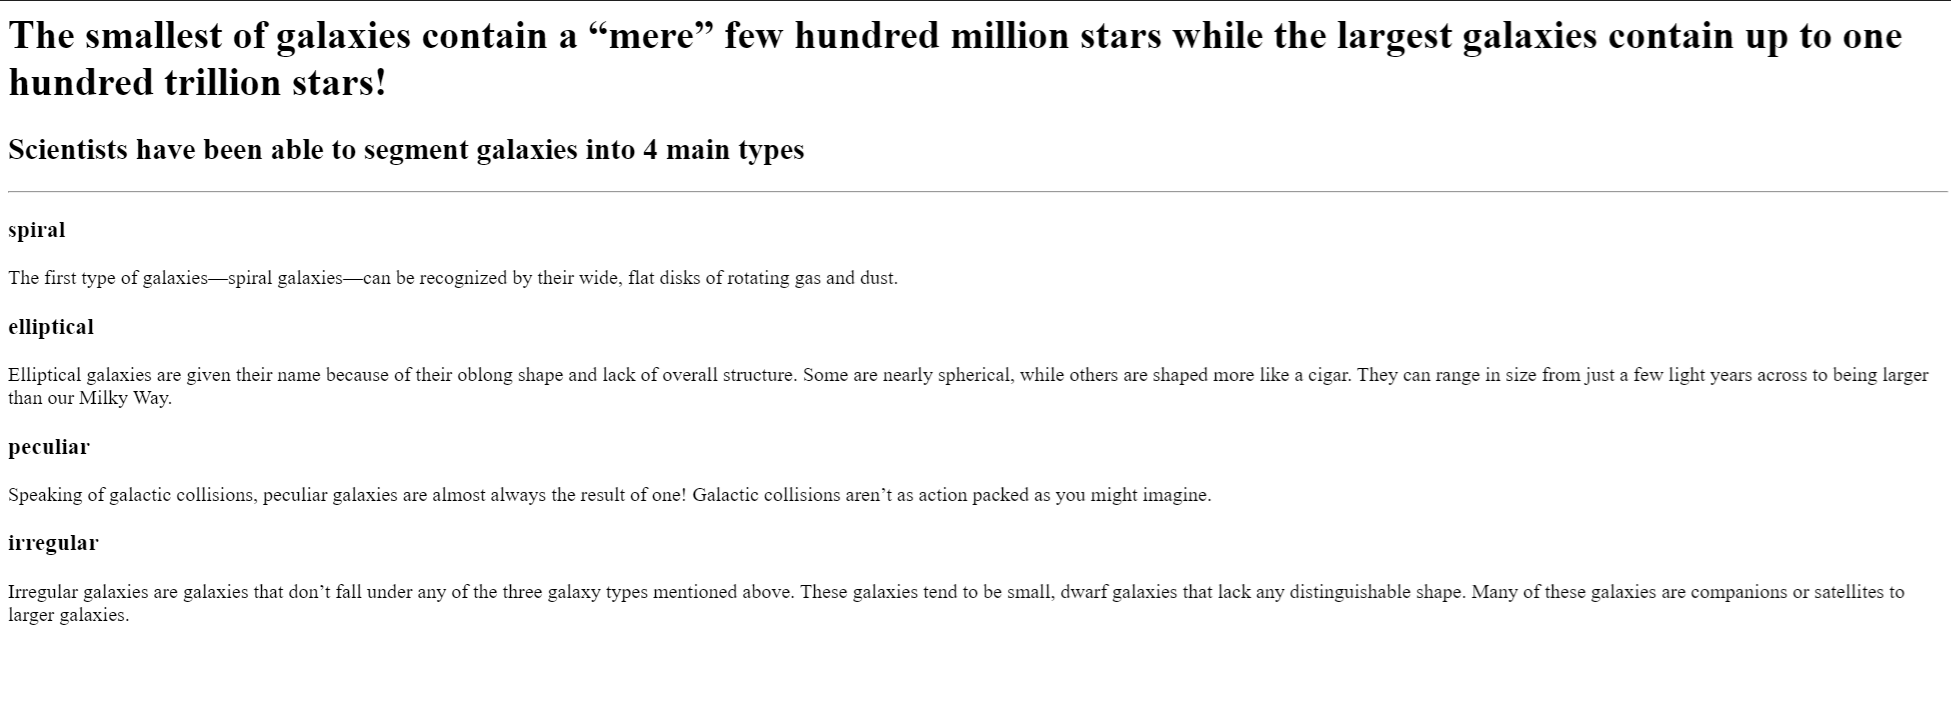 The smallest of galaxies contain a “mere” few hundred million stars while the largest galaxies contain up to one
hundred trillion stars!
Scientists have been able to segment galaxies into 4 main types
spiral
The first type of galaxies—spiral galaxies—can be recognized by their wide, flat disks of rotating gas and dust.
elliptical
Elliptical galaxies are given their name because of their oblong shape and lack of overall structure. Some are nearly spherical, while others are shaped more like a cigar. They can range in size from just a few light years across to being larger
than our Milky Way.
peculiar
Speaking of galactic collisions, peculiar galaxies are almost always the result of one! Galactic collisions aren’t as action packed as you might imagine.
irregular
Irregular galaxies are galaxies that don’t fall under any of the three galaxy types mentioned above. These galaxies tend to be small, dwarf galaxies that lack any distinguishable shape. Many of these galaxies are companions or satellites to
larger galaxies.